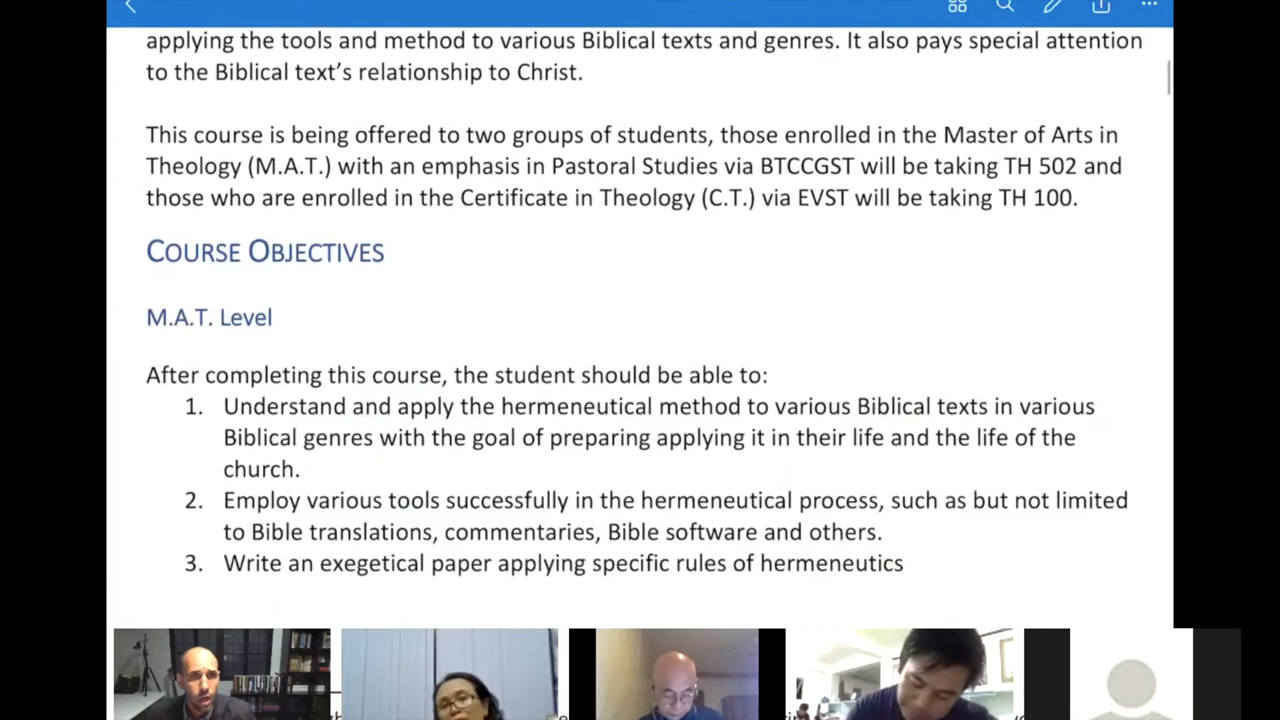 applying the tools and method to various Biblical texts and genres. It also pays special attention
to the Biblical text’s relationship to Christ.
This course is being offered to two groups of students, those enrolled in the Master of Arts in
Theology (M.A.T.) with an emphasis in Pastoral Studies via BTCCGST will be taking TH 502 and
those who are enrolled in the Certificate in Theology (C.T.) via EVST will be taking TH 100.
COURSE OBJECTIVES
M.A.T. Level
After completing this course, the student should be able to:
1. Understand and apply the hermeneutical method to various Biblical texts in various
Biblical genres with the goal of preparing applying it in their life and the life of the
church.
2. Employ various tools successfully in the hermeneutical process, such as but not limited
to Bible translations, commentaries, Bible software and others.
3. Write an exegetical paper applying specific rules of hermeneutics